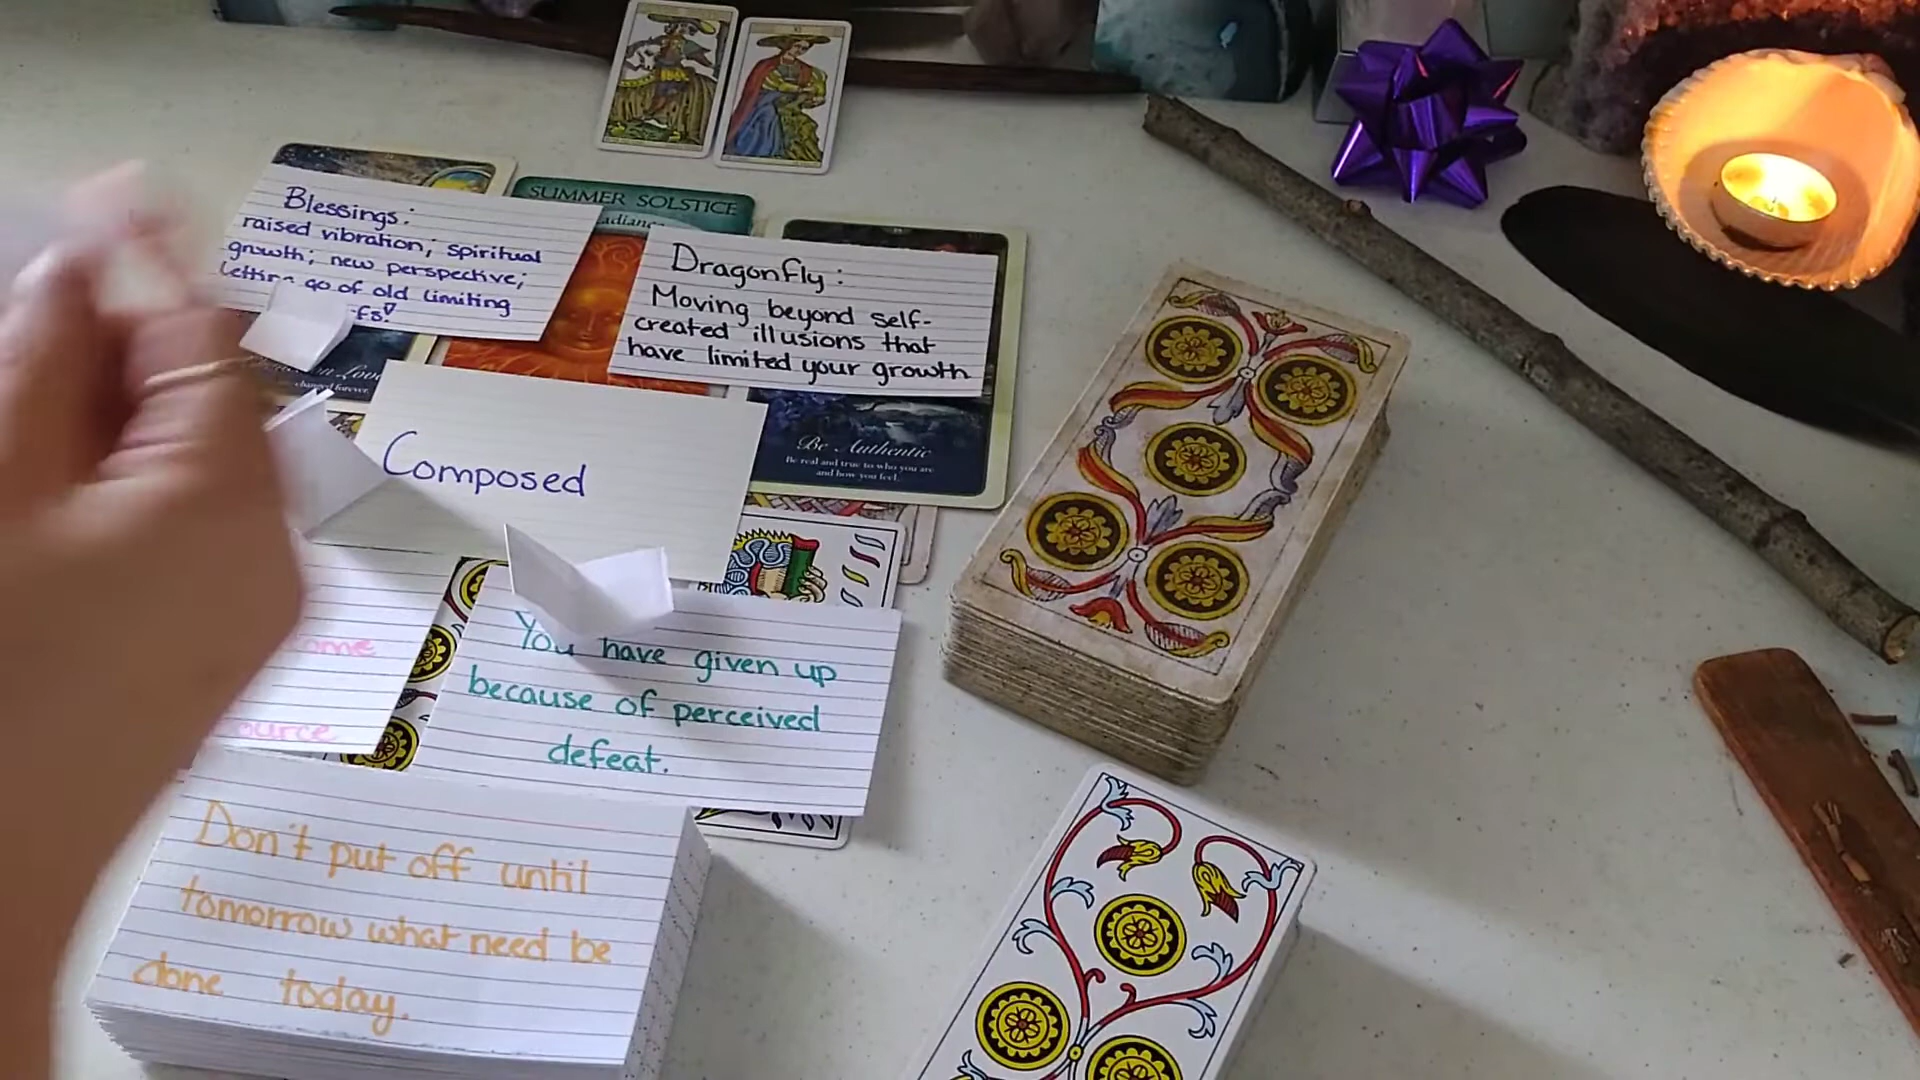 SUMMER SOLSTICE
Blessings:
raised vibration; spiritual
growth; new perspective;
letting go of old limiting
Dragonfly:
Moving beyond self-
created illusions that
have limited your growth
changed forever.
Be Authentic
Be real and true to who you are
and how you feel.
Composed
You have given up
because of perceived
defeat.
Don't put off until
tomorrow what need be
done today.